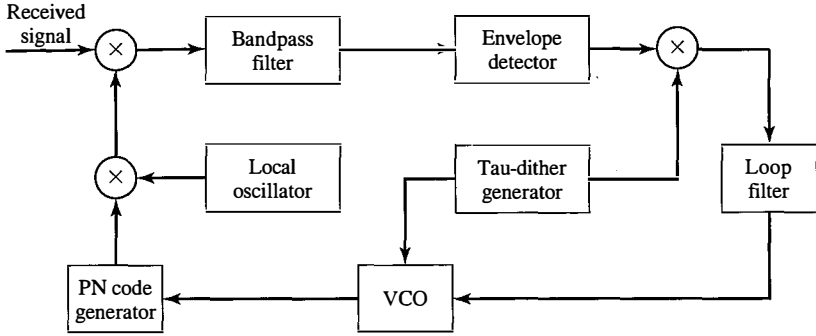 Received
signal
×
Bandpass
filter
Envelope
detector
×
×
Local
oscillator
Tau-dither
generator
Loop
filter
PN code
generator
VCO